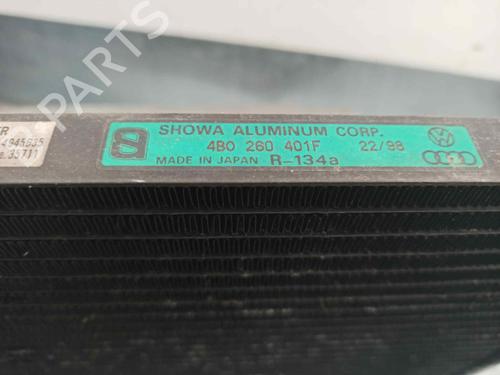 PARTS
SHOWA ALUMINUM CORP.
4B0 260 401F 22/98
MADE IN JAPAN R-134a